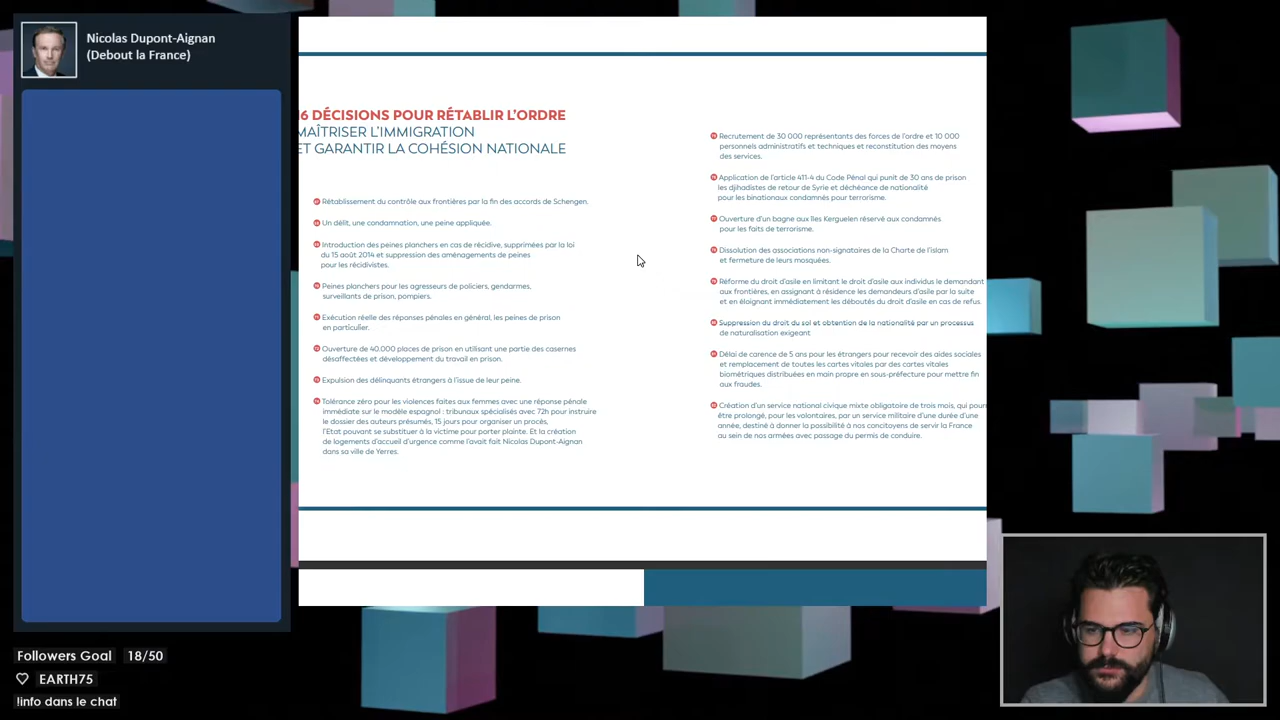 Nicolas Dupont-Aignan
(Debout la France)
16 DÉCISIONS POUR RÉTABLIR L'ORDRE
MAÎTRISER L'IMMIGRATION
ET GARANTIR LA COHÉSION NATIONALE
Rétablissement du contrôle aux frontières par la fin des accords de Schengen.
Un délit, une condamnation, une peine appliquée.
Introduction des peines planchers en cas de récidive, supprimées par la loi
du 15 août 2014 et suppression des aménagements de peines
pour les récidivistes.
Peines planchers pour les agresseurs de policiers, gendarmes,
surveillants de prison, pompiers.
Exécution réelle des réponses pénales en général, les peines de prison
en particulier.
Ouverture de 40.000 places de prison en utilisant une partie des casernes
désaffectées et développement du travail en prison.
Expulsion des délinquants étrangers à l'issue de leur peine.
Tolérance zéro pour les violences faites aux femmes avec une réponse pénale
immédiate sur le modèle espagnol : tribunaux spécialisés avec 72h pour instruire
le dossier des auteurs présumés, 15 jours pour organiser un procès,
l'Etat pouvant se substituer à la victime pour porter plainte. Et la création
de logements d'accueil d'urgence comme l'avait fait Nicolas Dupont-Aignan
dans sa ville de Yerres.
Recrutement de 30 000 représentants des forces de l'ordre et 10 000
personnels administratifs et techniques et reconstitution des moyens
des services.
Application de l'article 411-4 du Code Pénal qui punit de 30 ans de prison
les djihadistes de retour de Syrie et déchéance de nationalité
pour les binationaux condamnés pour terrorisme.
Ouverture d'un bagne aux îles Kerguelen réservé aux condamnés
pour les faits de terrorisme.
Dissolution des associations non-signataires de la Charte de l'islam
et fermeture de leurs mosquées.
Réforme du droit d'asile en limitant le droit d'asile aux individus le demandant
aux frontières, en assignant à résidence les demandeurs d'asile par la suite
et en éloignant immédiatement les déboutés du droit d'asile en cas de refus.
Suppression du droit du sol et obtention de la nationalité par un processus
de naturalisation exigeant
Délai de carence de 5 ans pour les étrangers pour recevoir des aides sociales
et remplacement de toutes les cartes vitales par des cartes vitales
biométriques distribuées en main propre en sous-préfecture pour mettre fin
aux fraudes.
Création d'un service national civique mixte obligatoire de trois mois, qui pourr
être prolongé, pour les volontaires, par un service militaire d'une durée d'une
année, destiné à donner la possibilité à nos concitoyens de servir la France
au sein de nos armées avec passage du permis de conduire.
Followers Goal 18/50
EARTH75
!info dans le chat